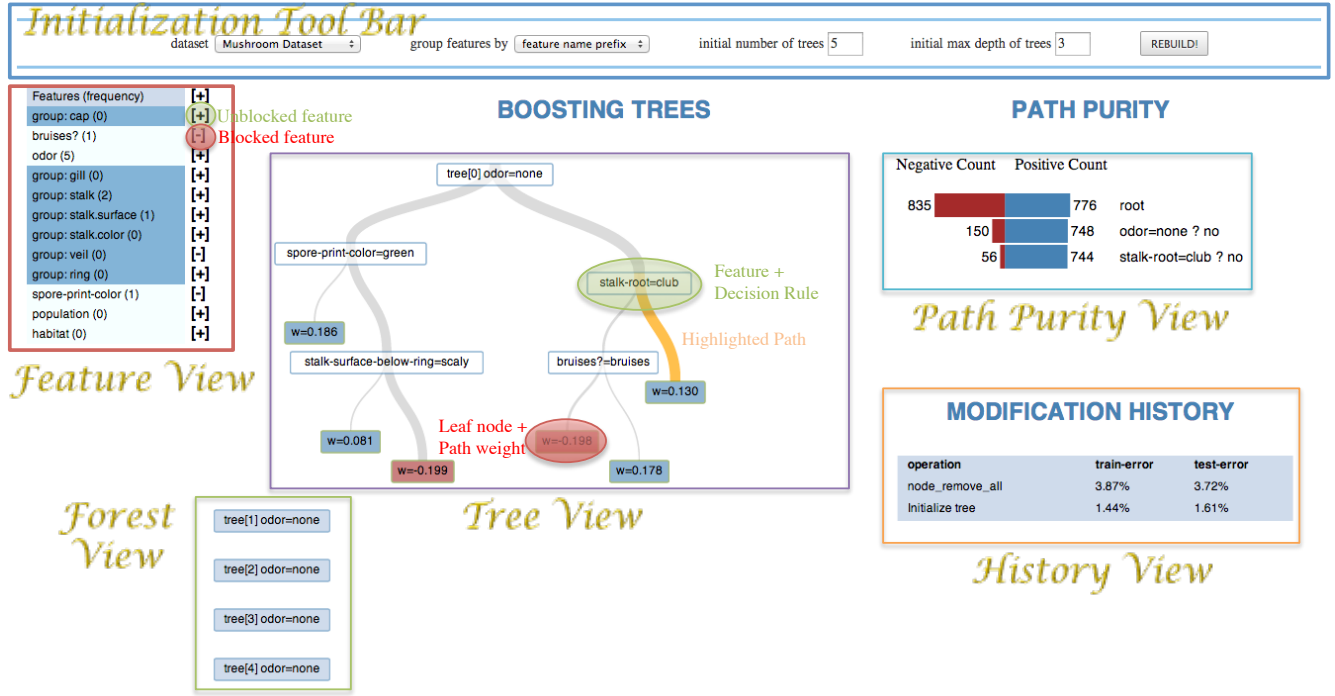 Initialization Tool Bar
dataset Mushroom Dataset group features by feature name prefix initial number of trees 5 initial max depth of trees 3 REBUILD!
Features (frequency) [+]
group: cap (0) [+] Unblocked feature
bruises? (1) [-] Blocked feature
odor (5) [+]
group: gill (0) [+]
group: stalk (2) [+]
group: stalk.surface (1) [+]
group: stalk.color (0) [+]
group: veil (0) [-]
group: ring (0) [+]
spore-print-color (1) [-]
population (0) [+]
habitat (0) [+]
Feature View
BOOSTING TREES
tree[0] odor=none
spore-print-color=green
stalk-root=club
Feature +
Decision Rule
w=0.186
Highlighted Path
stalk-surface-below-ring=scaly
bruises?=bruises
w=0.130
w=0.081
Leaf node +
Path weight
w=-0.198
w=-0.199
w=0.178
Tree View
Forest
View
tree[1] odor=none
tree[2] odor=none
tree[3] odor=none
tree[4] odor=none
PATH PURITY
Negative Count Positive Count
835 776 root
150 748 odor=none ? no
56 744 stalk-root=club ? no
Path Purity View
MODIFICATION HISTORY
operation train-error test-error
node_remove_all 3.87% 3.72%
Initialize tree 1.44% 1.61%
History View